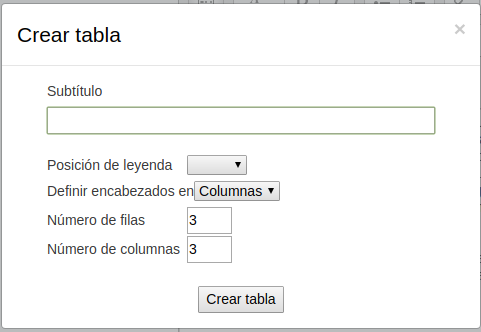 Crear tabla ×
Subtítulo
Posición de leyenda
Definir encabezados en Columnas
Número de filas 3
Número de columnas 3
Crear tabla